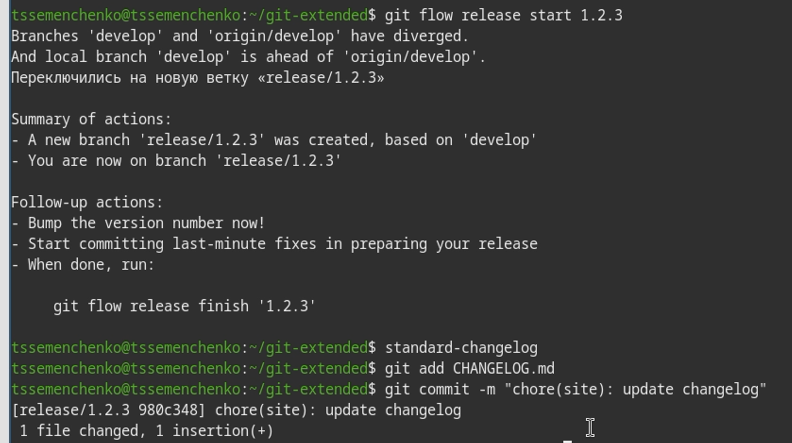 tssemenchenko@tssemenchenko:~/git-extended$ git flow release start 1.2.3
Branches 'develop' and 'origin/develop' have diverged.
And local branch 'develop' is ahead of 'origin/develop'.
Переключились на новую ветку «release/1.2.3»
Summary of actions:
- A new branch 'release/1.2.3' was created, based on 'develop'
- You are now on branch 'release/1.2.3'
Follow-up actions:
- Bump the version number now!
- Start committing last-minute fixes in preparing your release
- When done, run:
git flow release finish '1.2.3'
tssemenchenko@tssemenchenko:~/git-extended$ standard-changelog
tssemenchenko@tssemenchenko:~/git-extended$ git add CHANGELOG.md
tssemenchenko@tssemenchenko:~/git-extended$ git commit -m "chore(site): update changelog"
[release/1.2.3 980c348] chore(site): update changelog
1 file changed, 1 insertion(+)